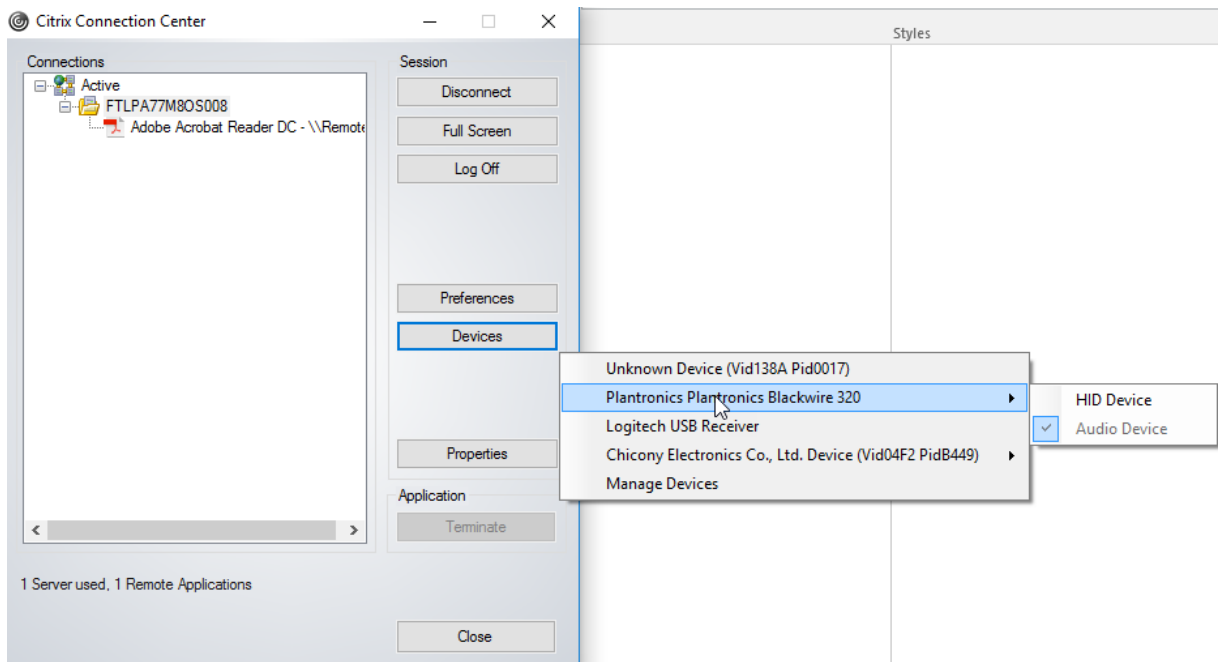 Citrix Connection Center
Styles
Connections
Active
FTLPA77M8OS008
Adobe Acrobat Reader DC - \\Remote
Session
Disconnect
Full Screen
Log Off
Preferences
Devices
Properties
Application
Terminate
Unknown Device (Vid138A Pid0017)
Plantronics Plantronics Blackwire 320
Logitech USB Receiver
Chicony Electronics Co., Ltd. Device (Vid04F2 PidB449)
Manage Devices
HID Device
Audio Device
1 Server used, 1 Remote Applications
Close